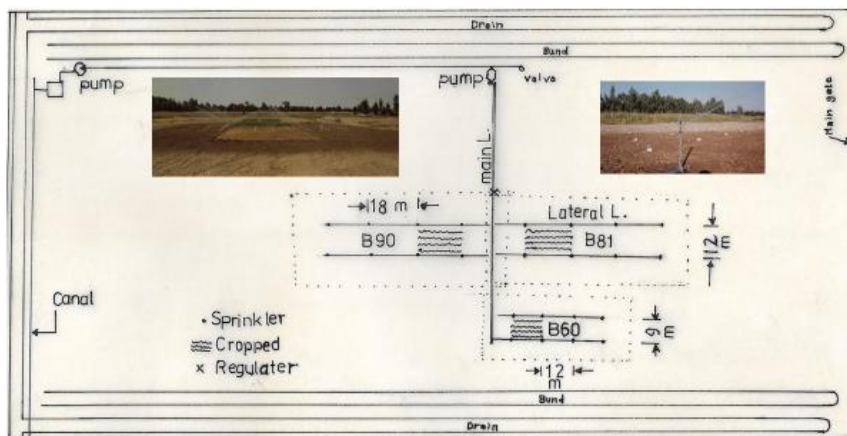 Drain
Bund
pump
pump
valve
Main gate
main L.
18 m
Lateral L.
B90
B81
12 m
Canal
Sprinkler
Cropped
Regulater
B60
9 m
12 m
Bund
Drain